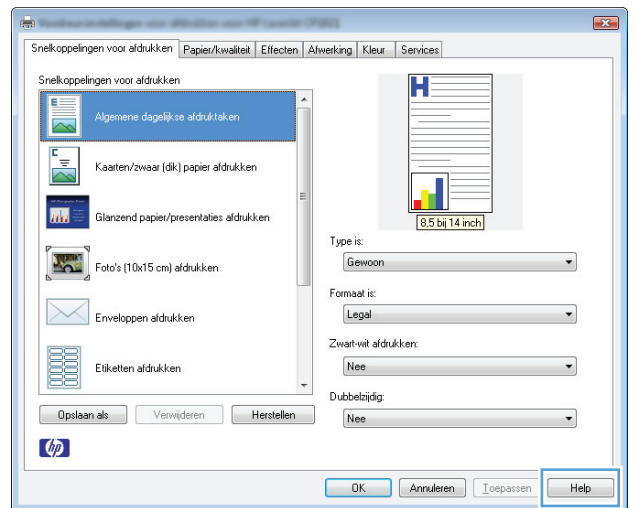 Snelkoppelingen voor afdrukken Papier/kwaliteit Effecten Afwerking Kleur Services
Snelkoppelingen voor afdrukken
Algemene dagelijkse afdruktaken
Kaarten/zwaar (dik) papier afdrukken
Glanzend papier/presentaties afdrukken
Foto's (10x15 cm) afdrukken
Enveloppen afdrukken
Etiketten afdrukken
Opslaan als Verwijderen Herstellen
hp
H
8,5 bij 14 inch
Type is:
Gewoon
Formaat is:
Legal
Zwart-wit afdrukken:
Nee
Dubbelzijdig:
Nee
OK Annuleren Toepassen Help